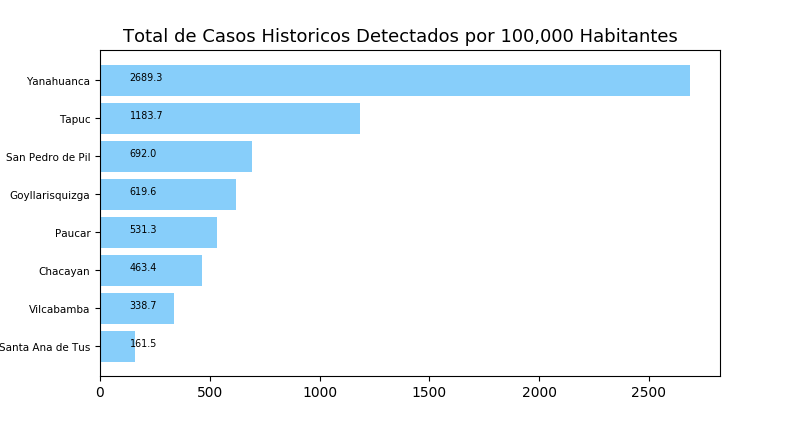 Total de Casos Historicos Detectados por 100,000 Habitantes
Yanahuanca 2689.3
Tapuc 1183.7
San Pedro de Pil 692.0
Goyllarisquizga 619.6
Paucar 531.3
Chacayan 463.4
Vilcabamba 338.7
Santa Ana de Tus 161.5
0 500 1000 1500 2000 2500